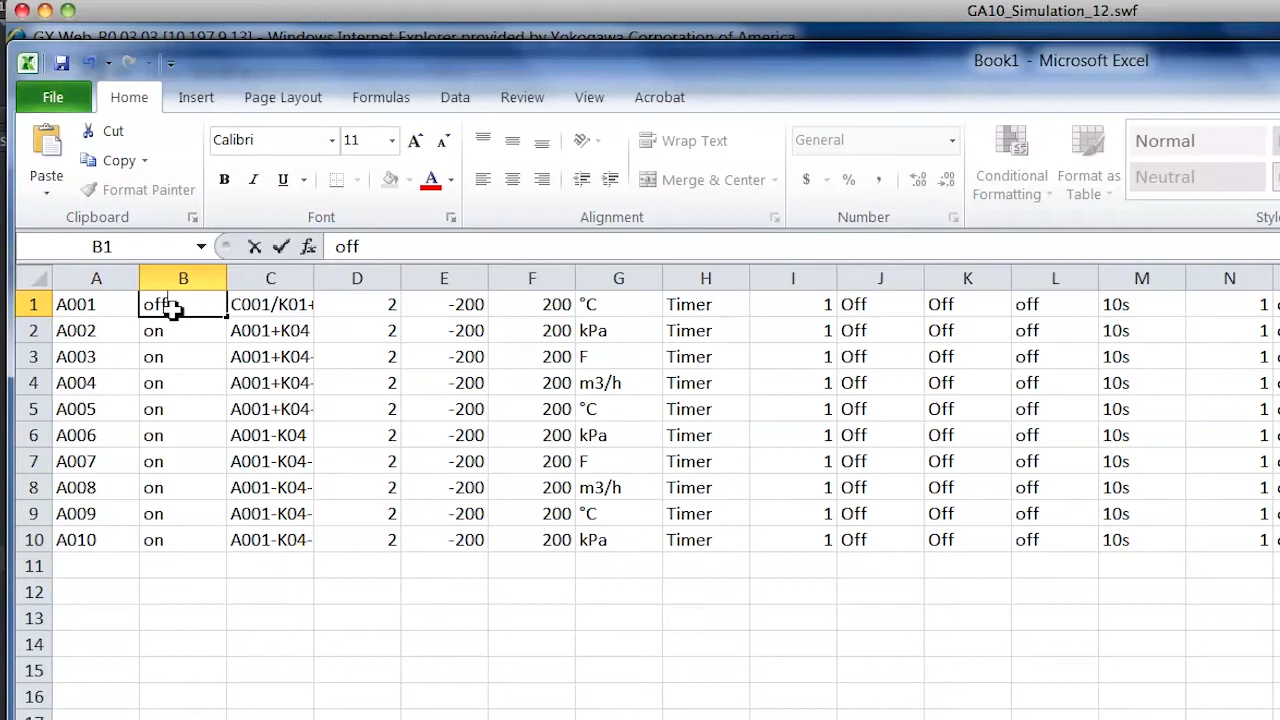 GA10_Simulation_12.swf
GX Web R0.03.03 [10.197.9.13] - Windows Internet Explorer provided by Yokogawa Corporation of America
Book1 - Microsoft Excel
File Home Insert Page Layout Formulas Data Review View Acrobat
Paste Cut Copy Format Painter Clipboard
Calibri 11 A A B I U A Font
Wrap Text Merge & Center Alignment
General $ % , .00 .0 Number
Conditional Formatting Format as Table Normal Neutral
B1 fx off
A B C D E F G H I J K L M N
1 A001 off C001/K01+ 2 -200 200 °C Timer 1 Off Off off 10s 1
2 A002 on A001+K04 2 -200 200 kPa Timer 1 Off Off off 10s 1
3 A003 on A001+K04- 2 -200 200 F Timer 1 Off Off off 10s 1
4 A004 on A001+K04- 2 -200 200 m3/h Timer 1 Off Off off 10s 1
5 A005 on A001+K04- 2 -200 200 °C Timer 1 Off Off off 10s 1
6 A006 on A001-K04 2 -200 200 kPa Timer 1 Off Off off 10s 1
7 A007 on A001-K04- 2 -200 200 F Timer 1 Off Off off 10s 1
8 A008 on A001-K04- 2 -200 200 m3/h Timer 1 Off Off off 10s 1
9 A009 on A001-K04- 2 -200 200 °C Timer 1 Off Off off 10s 1
10 A010 on A001-K04- 2 -200 200 kPa Timer 1 Off Off off 10s 1
11
12
13
14
15
16